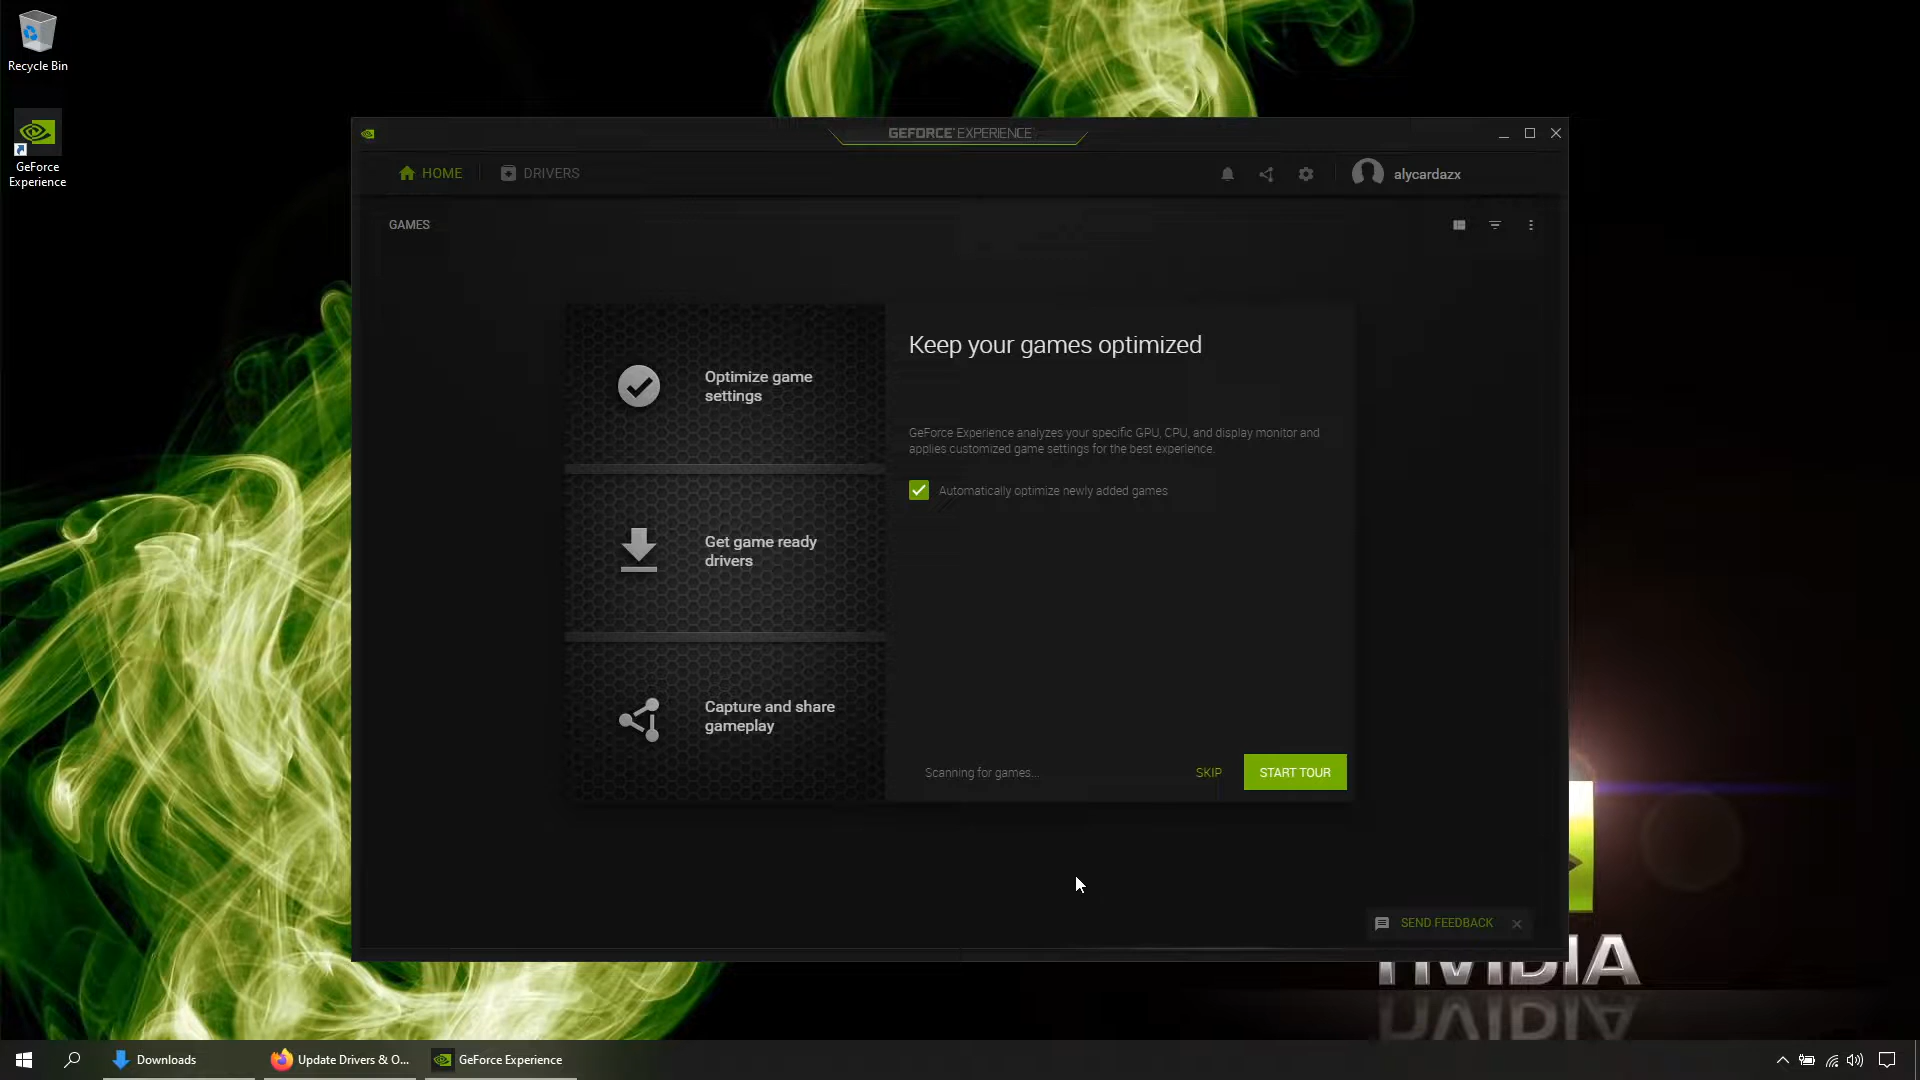 Recycle Bin
GeForce
Experience
GEFORCE EXPERIENCE
HOME
DRIVERS
alycardazx
GAMES
Optimize game
settings
Get game ready
drivers
Capture and share
gameplay
Keep your games optimized
GeForce Experience analyzes your specific GPU, CPU, and display monitor and
applies customized game settings for the best experience.
Automatically optimize newly added games
Scanning for games...
SKIP
START TOUR
SEND FEEDBACK
NVIDIA
Downloads
Update Drivers & O...
GeForce Experience